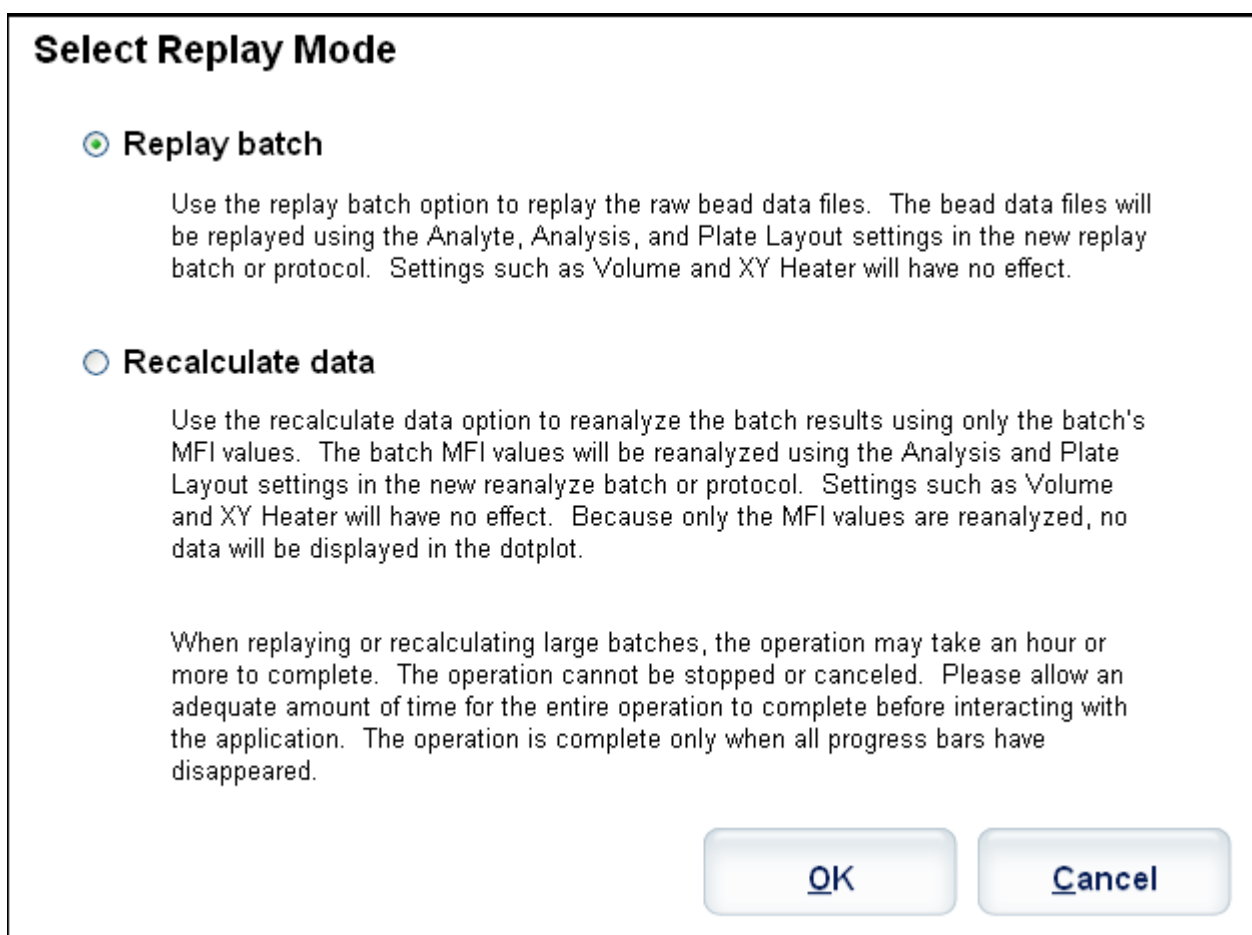 Select Replay Mode
Replay batch
Use the replay batch option to replay the raw bead data files.  The bead data files will
be replayed using the Analyte, Analysis, and Plate Layout settings in the new replay
batch or protocol.  Settings such as Volume and XY Heater will have no effect.
Recalculate data
Use the recalculate data option to reanalyze the batch results using only the batch's
MFI values.  The batch MFI values will be reanalyzed using the Analysis and Plate
Layout settings in the new reanalyze batch or protocol.  Settings such as Volume
and XY Heater will have no effect.  Because only the MFI values are reanalyzed, no
data will be displayed in the dotplot.
When replaying or recalculating large batches, the operation may take an hour or
more to complete.  The operation cannot be stopped or canceled.  Please allow an
adequate amount of time for the entire operation to complete before interacting with
the application.  The operation is complete only when all progress bars have
disappeared.
OK Cancel